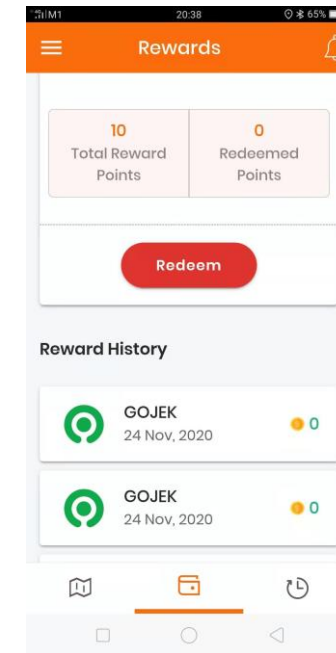 M1 20:38 65%
Rewards
10 0
Total Reward Redeemed
Points Points
Redeem
Reward History
GOJEK
24 Nov, 2020 0
GOJEK
24 Nov, 2020 0